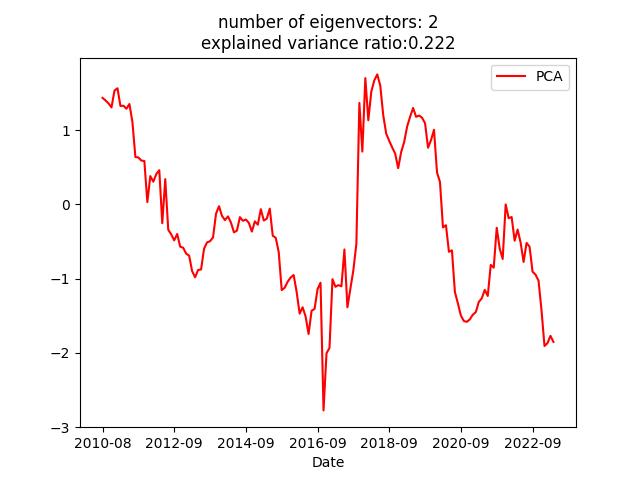 number of eigenvectors: 2
explained variance ratio:0.222
PCA
1
0
−1
−2
−3
2010-08 2012-09 2014-09 2016-09 2018-09 2020-09 2022-09
Date